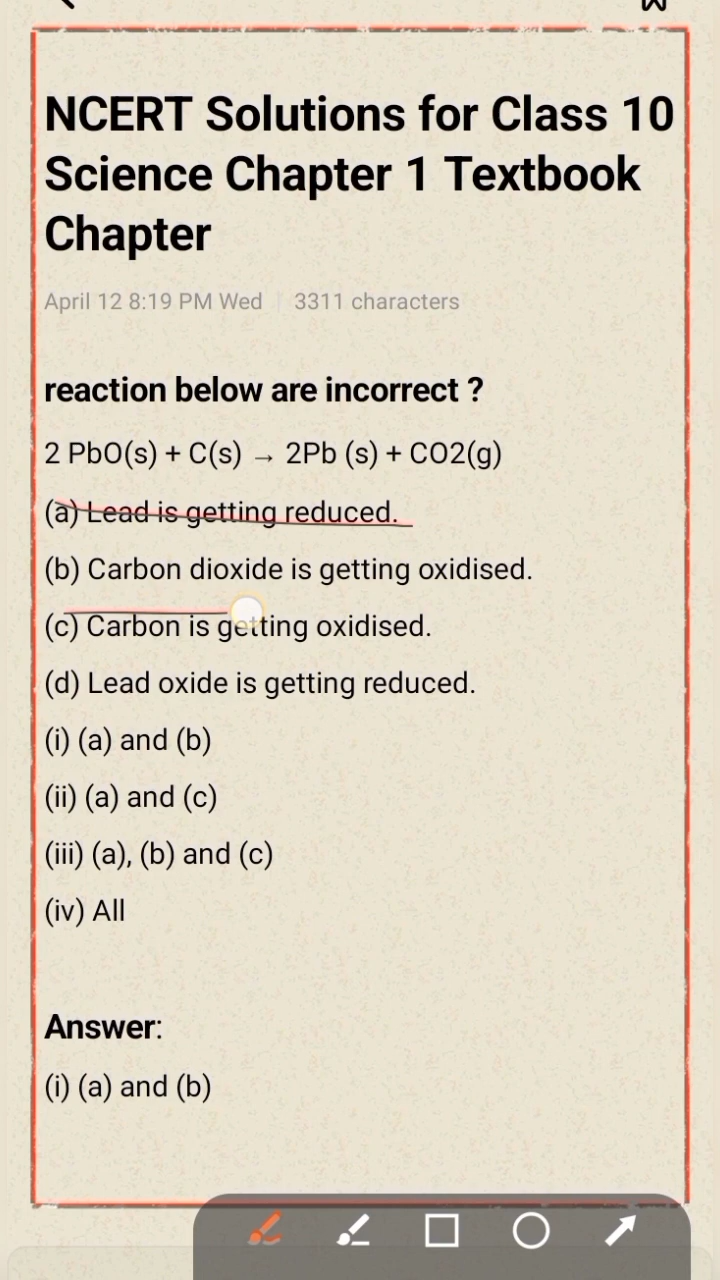 NCERT Solutions for Class 10
Science Chapter 1 Textbook
Chapter
April 12 8:19 PM Wed | 3311 characters
reaction below are incorrect ?
2 PbO(s) + C(s) → 2Pb (s) + CO2(g)
(a) Lead is getting reduced.
(b) Carbon dioxide is getting oxidised.
(c) Carbon is getting oxidised.
(d) Lead oxide is getting reduced.
(i) (a) and (b)
(ii) (a) and (c)
(iii) (a), (b) and (c)
(iv) All
Answer:
(i) (a) and (b)